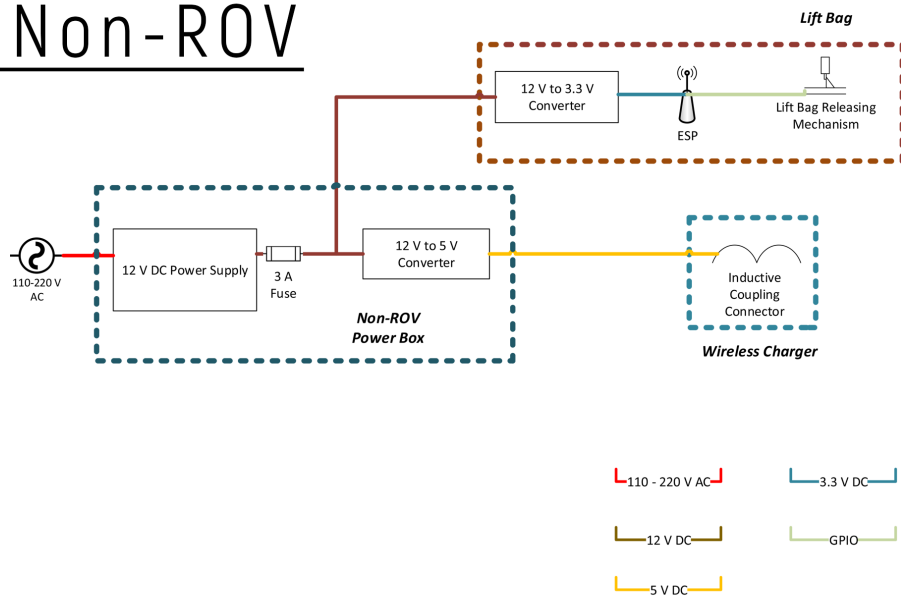 Non-ROV
Lift Bag
12 V to 3.3 V
Converter
ESP
Lift Bag Releasing
Mechanism
110-220 V
AC
12 V DC Power Supply
3 A
Fuse
12 V to 5 V
Converter
Non-ROV
Power Box
Inductive
Coupling
Connector
Wireless Charger
110 - 220 V AC
3.3 V DC
12 V DC
GPIO
5 V DC